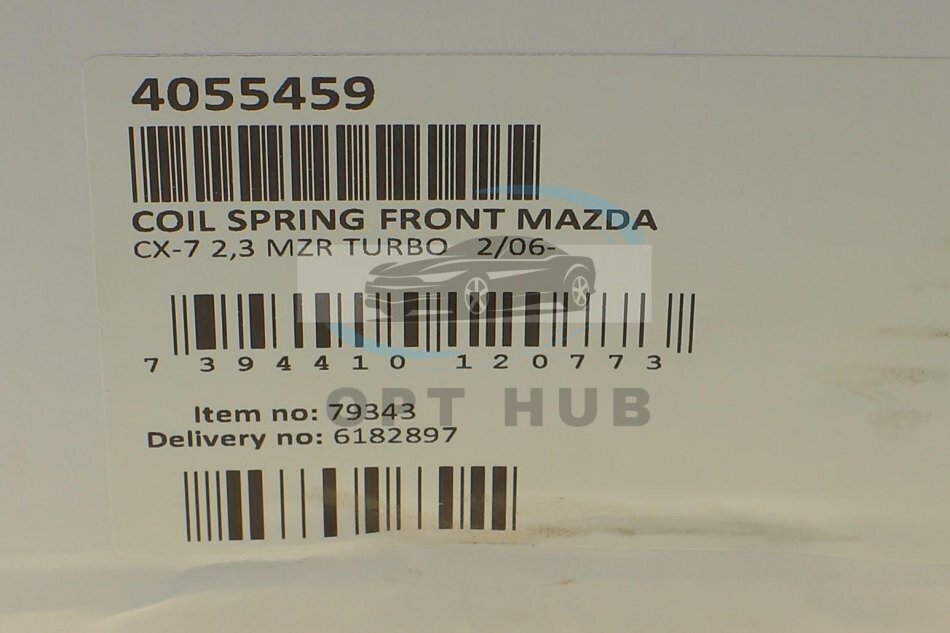 4055459
COIL SPRING FRONT MAZDA
CX-7 2,3 MZR TURBO 2/06-
7 394410 120773
OPT HUB
Item no: 79343
Delivery no: 6182897